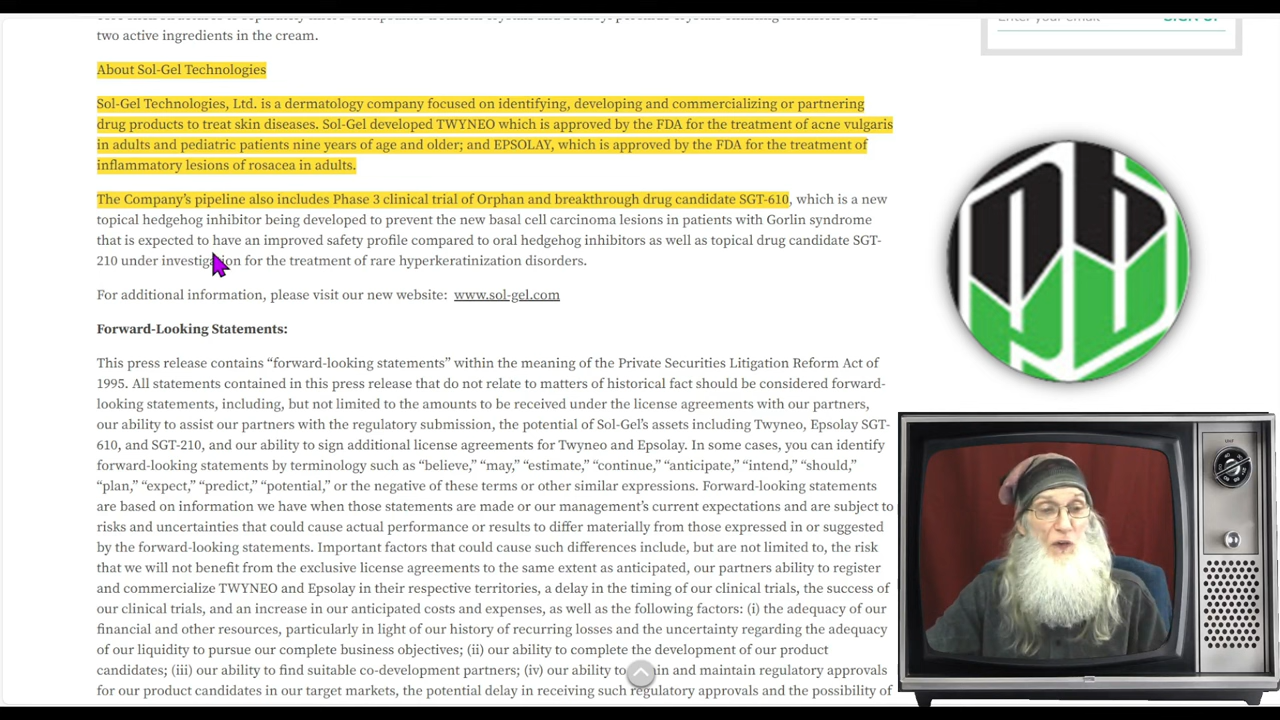 two active ingredients in the cream.
SIGN UP
About Sol-Gel Technologies
Sol-Gel Technologies, Ltd. is a dermatology company focused on identifying, developing and commercializing or partnering
drug products to treat skin diseases. Sol-Gel developed TWYNEO which is approved by the FDA for the treatment of acne vulgaris
in adults and pediatric patients nine years of age and older; and EPSOLAY, which is approved by the FDA for the treatment of
inflammatory lesions of rosacea in adults.
The Company's pipeline also includes Phase 3 clinical trial of Orphan and breakthrough drug candidate SGT-610, which is a new
topical hedgehog inhibitor being developed to prevent the new basal cell carcinoma lesions in patients with Gorlin syndrome
that is expected to have an improved safety profile compared to oral hedgehog inhibitors as well as topical drug candidate SGT-
210 under investigation for the treatment of rare hyperkeratinization disorders.
For additional information, please visit our new website: www.sol-gel.com
Forward-Looking Statements:
This press release contains “forward-looking statements” within the meaning of the Private Securities Litigation Reform Act of
1995. All statements contained in this press release that do not relate to matters of historical fact should be considered forward-
looking statements, including, but not limited to the amounts to be received under the license agreements with our partners,
our ability to assist our partners with the regulatory submission, the potential of Sol-Gel’s assets including Twyneo, Epsolay SGT-
610, and SGT-210, and our ability to sign additional license agreements for Twyneo and Epsolay. In some cases, you can identify
forward-looking statements by terminology such as “believe,” “may,” “estimate,” “continue,” “anticipate,” “intend,” “should,”
“plan,” “expect,” “predict,” “potential,” or the negative of these terms or other similar expressions. Forward-looking statements
are based on information we have when those statements are made or our management’s current expectations and are subject to
risks and uncertainties that could cause actual performance or results to differ materially from those expressed in or suggested
by the forward-looking statements. Important factors that could cause such differences include, but are not limited to, the risk
that we will not benefit from the exclusive license agreements to the same extent as anticipated, our partners ability to register
and commercialize TWYNEO and Epsolay in their respective territories, a delay in the timing of our clinical trials, the success of
our clinical trials, and an increase in our anticipated costs and expenses, as well as the following factors: (i) the adequacy of our
financial and other resources, particularly in light of our history of recurring losses and the uncertainty regarding the adequacy
of our liquidity to pursue our complete business objectives; (ii) our ability to complete the development of our product
candidates; (iii) our ability to find suitable co-development partners; (iv) our ability to and maintain regulatory approvals
for our product candidates in our target markets, the potential delay in receiving such regulatory approvals and the possibility of